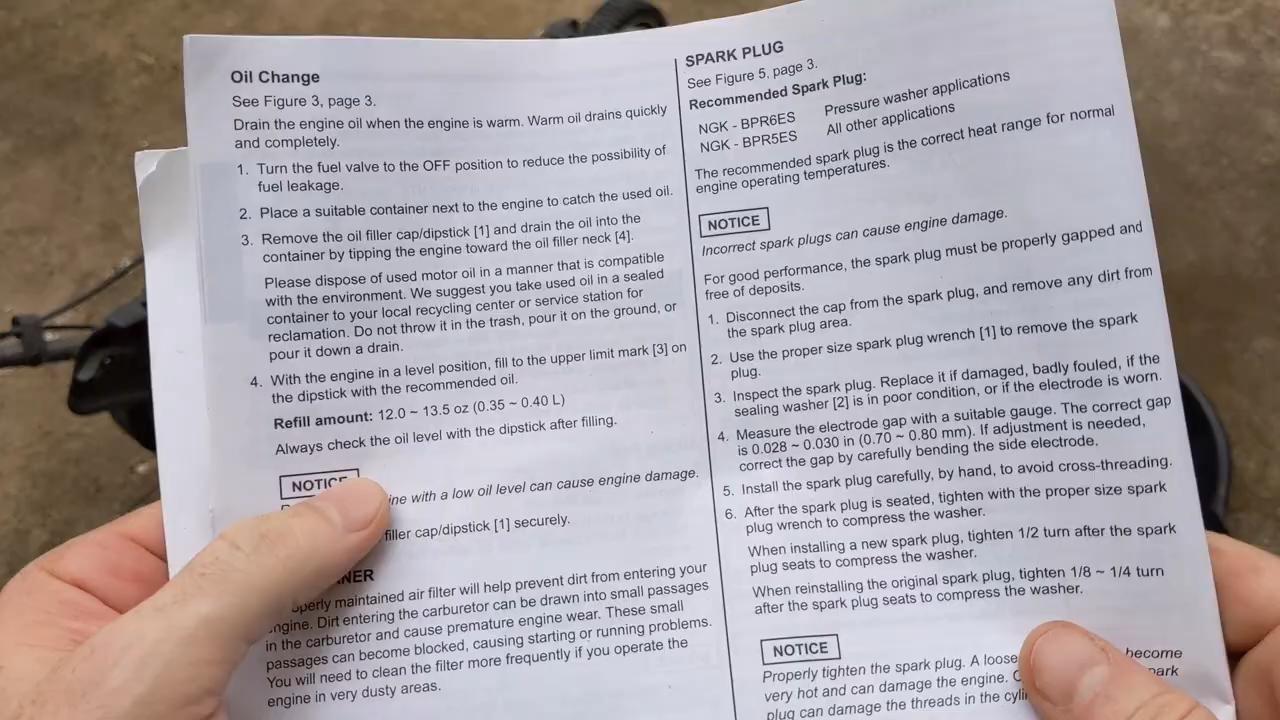 Oil Change
See Figure 3, page 3.
Drain the engine oil when the engine is warm. Warm oil drains quickly
and completely.
1. Turn the fuel valve to the OFF position to reduce the possibility of
fuel leakage.
2. Place a suitable container next to the engine to catch the used oil.
3. Remove the oil filler cap/dipstick [1] and drain the oil into the
container by tipping the engine toward the oil filler neck [4].
Please dispose of used motor oil in a manner that is compatible
with the environment. We suggest you take used oil in a sealed
container to your local recycling center or service station for
reclamation. Do not throw it in the trash, pour it on the ground, or
pour it down a drain.
4. With the engine in a level position, fill to the upper limit mark [3] on
the dipstick with the recommended oil.
Refill amount: 12.0 ~ 13.5 oz (0.35 ~ 0.40 L)
Always check the oil level with the dipstick after filling.
NOTICE
with a low oil level can cause engine damage.
filler cap/dipstick [1] securely.
maintained air filter will help prevent dirt from entering your
Dirt entering the carburetor can be drawn into small passages
in the carburetor and cause premature engine wear. These small
passages can become blocked, causing starting or running problems.
You will need to clean the filter more frequently if you operate the
engine in very dusty areas.
SPARK PLUG
See Figure 5, page 3.
Recommended Spark Plug:
NGK - BPR6ES Pressure washer applications
NGK - BPR5ES All other applications
The recommended spark plug is the correct heat range for normal
engine operating temperatures.
NOTICE
Incorrect spark plugs can cause engine damage.
For good performance, the spark plug must be properly gapped and
free of deposits.
1. Disconnect the cap from the spark plug, and remove any dirt from
the spark plug area.
2. Use the proper size spark plug wrench [1] to remove the spark
plug.
3. Inspect the spark plug. Replace it if damaged, badly fouled, if the
sealing washer [2] is in poor condition, or if the electrode is worn.
4. Measure the electrode gap with a suitable gauge. The correct gap
is 0.028 ~ 0.030 in (0.70 ~ 0.80 mm). If adjustment is needed,
correct the gap by carefully bending the side electrode.
5. Install the spark plug carefully, by hand, to avoid cross-threading.
6. After the spark plug is seated, tighten with the proper size spark
plug wrench to compress the washer.
When installing a new spark plug, tighten 1/2 turn after the spark
plug seats to compress the washer.
When reinstalling the original spark plug, tighten 1/8 ~ 1/4 turn
after the spark plug seats to compress the washer.
NOTICE
Properly tighten the spark plug. A loose become
very hot and can damage the engine.
plug can damage the threads in the